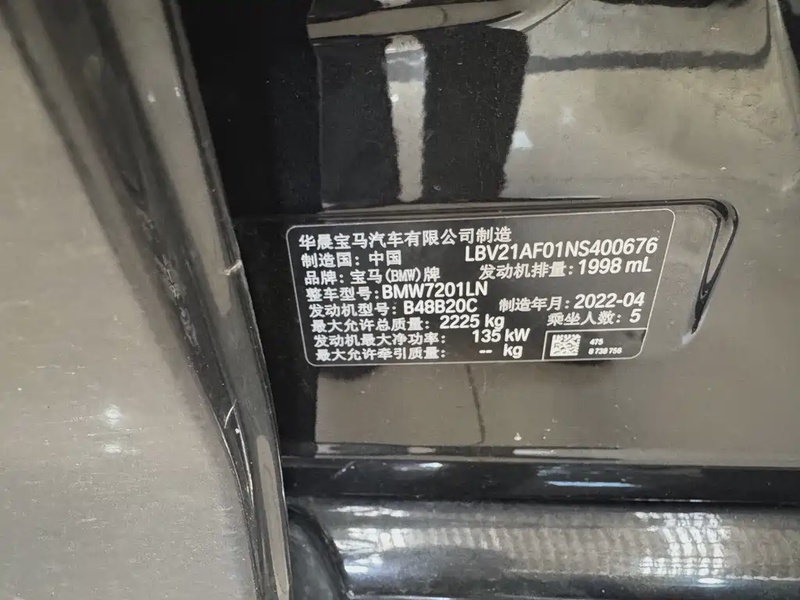 华晨宝马汽车有限公司制造
制造国: 中国 LBV21AF01NS400676
品牌: 宝马(BMW)牌 发动机排量: 1998 mL
整车型号: BMW7201LN
发动机型号: B48B20C 制造年月: 2022-04
最大允许总质量: 2225 kg 乘坐人数: 5
发动机最大净功率: 135 kW
最大允许牵引质量: -- kg
475
8 738 756